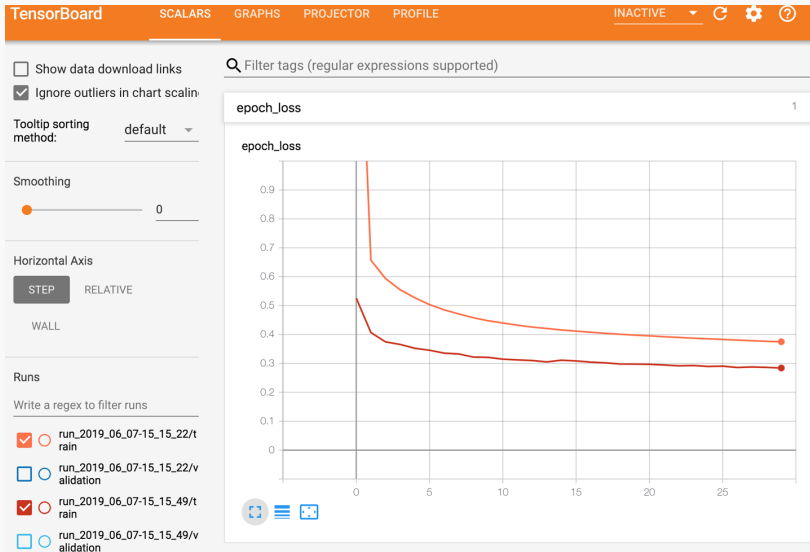 TensorBoard SCALARS GRAPHS PROJECTOR PROFILE INACTIVE
Show data download links
Ignore outliers in chart scaling
Tooltip sorting
method: default
Smoothing
0
Horizontal Axis
STEP RELATIVE
WALL
Runs
Write a regex to filter runs
run_2019_06_07-15_15_22/t
rain
run_2019_06_07-15_15_22/v
alidation
run_2019_06_07-15_15_49/t
rain
run_2019_06_07-15_15_49/v
alidation
Filter tags (regular expressions supported)
epoch_loss 1
epoch_loss
0.9
0.8
0.7
0.6
0.5
0.4
0.3
0.2
0.1
0
0 5 10 15 20 25